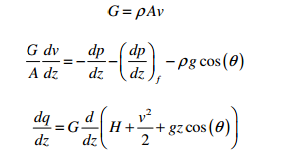 G = ρAv
G/A dv/dz = −dp/dz − (dp/dz)_f − ρg cos(θ)
dq/dz = G d/dz (H + v²/2 + gz cos(θ))